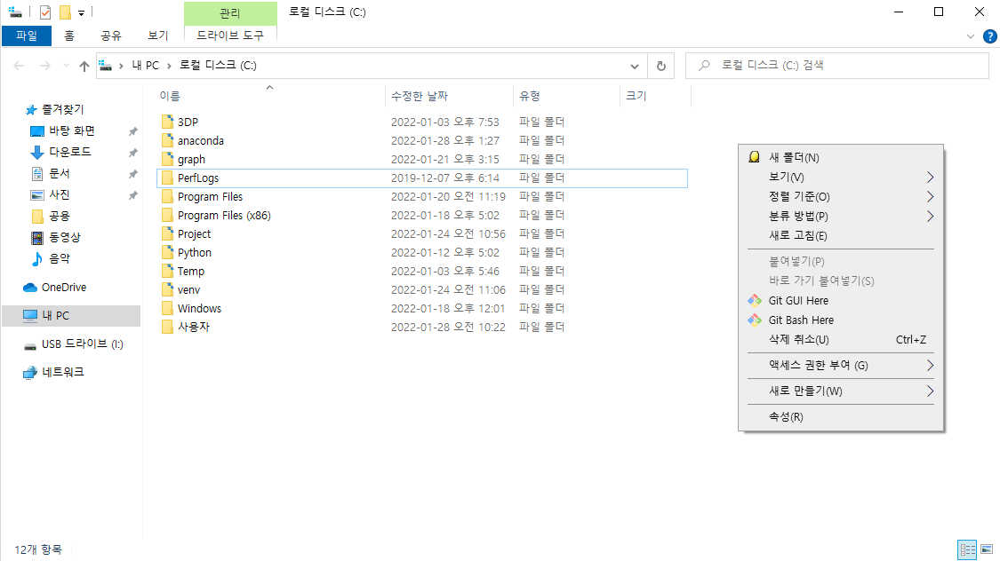 관리
로컬 디스크 (C:)
파일
홈
공유
보기
드라이브 도구
내 PC
로컬 디스크 (C:)
로컬 디스크 (C:) 검색
즐겨찾기
바탕 화면
다운로드
문서
사진
공용
동영상
음악
OneDrive
내 PC
USB 드라이브 (I:)
네트워크
이름 수정한 날짜 유형 크기
3DP 2022-01-03 오후 7:53 파일 폴더
anaconda 2022-01-28 오후 1:27 파일 폴더
graph 2022-01-21 오후 3:15 파일 폴더
PerfLogs 2019-12-07 오후 6:14 파일 폴더
Program Files 2022-01-20 오전 11:19 파일 폴더
Program Files (x86) 2022-01-18 오후 5:02 파일 폴더
Project 2022-01-24 오전 10:56 파일 폴더
Python 2022-01-12 오후 5:02 파일 폴더
Temp 2022-01-03 오후 5:46 파일 폴더
venv 2022-01-24 오전 11:06 파일 폴더
Windows 2022-01-18 오후 12:01 파일 폴더
사용자 2022-01-28 오전 10:22 파일 폴더
새 폴더(N)
보기(V)
정렬 기준(O)
분류 방법(P)
새로 고침(E)
붙여넣기(P)
바로 가기 붙여넣기(S)
Git GUI Here
Git Bash Here
삭제 취소(U) Ctrl+Z
액세스 권한 부여 (G)
새로 만들기(W)
속성(R)
12개 항목